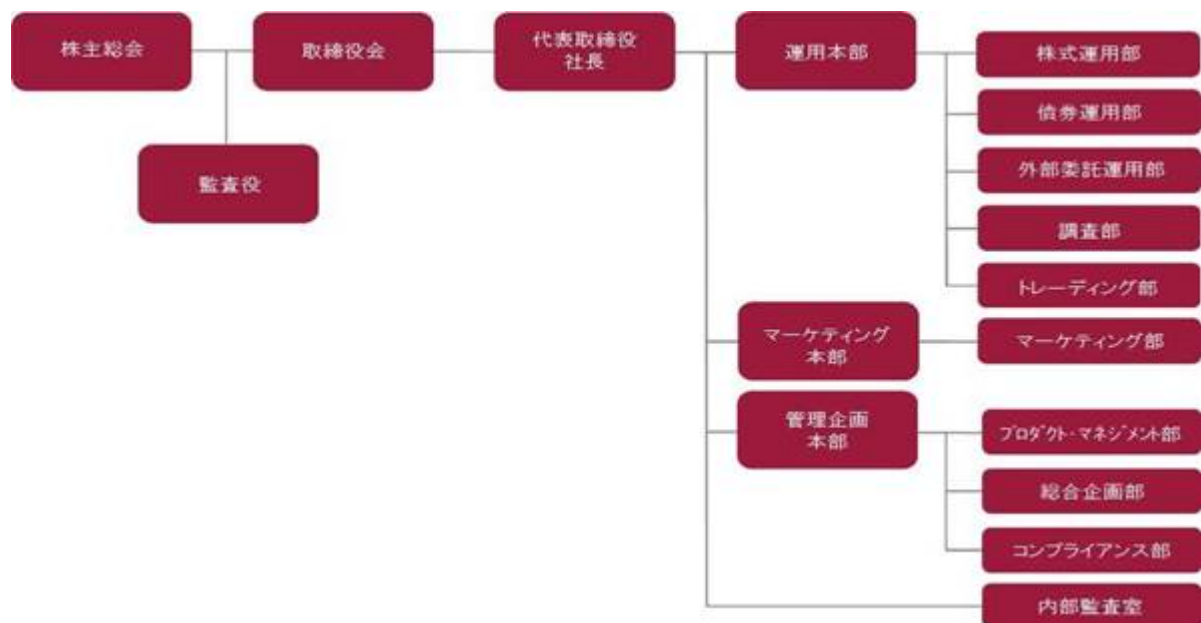 株主総会
取締役会
代表取締役
社長
運用本部
株式運用部
債券運用部
監査役
外部委託運用部
調査部
トレーディング部
マーケティング
本部
マーケティング部
管理企画
本部
プロダクト・マネジメント部
総合企画部
コンプライアンス部
内部監査室